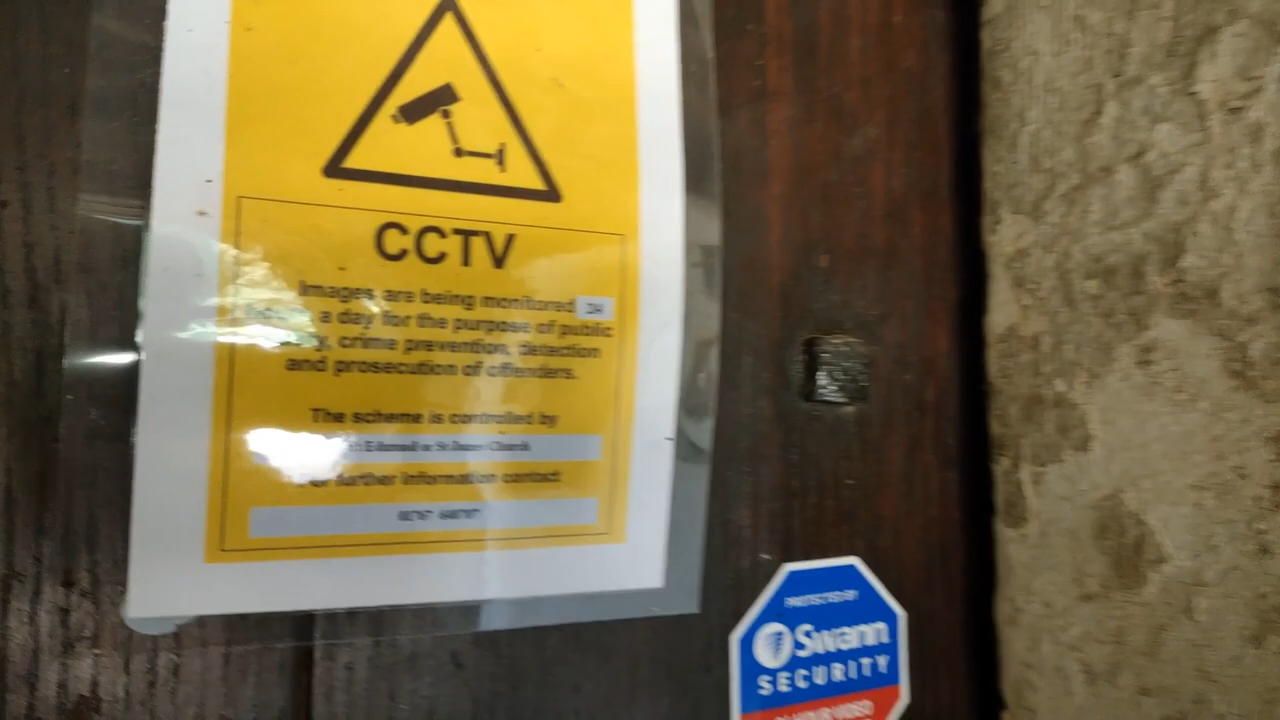 CCTV
Images are being monitored 24
a day for the purpose of public
crime prevention, detection
and prosecution of offenders.
The scheme is controlled by
Church
further information contact
PROTECTED BY
Swann
SECURITY